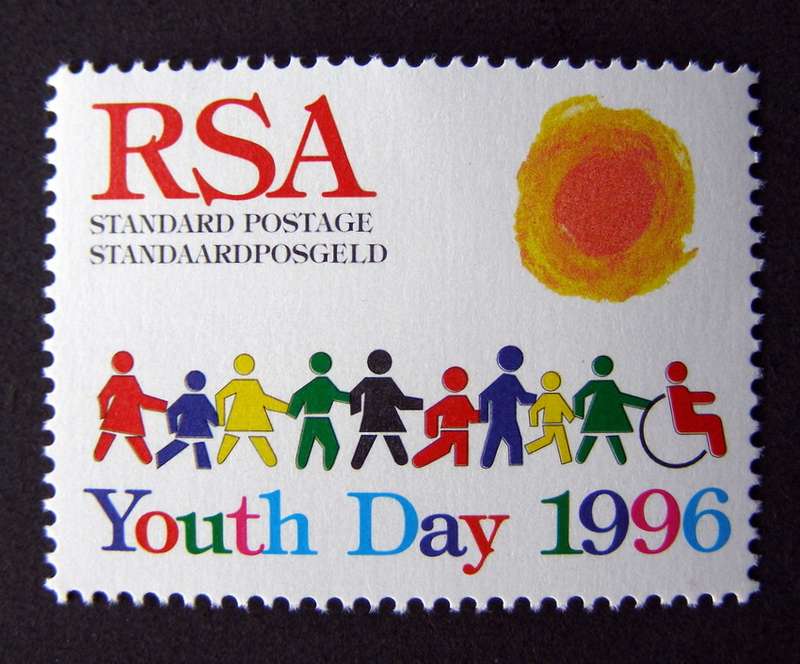 RSA
STANDARD POSTAGE
STANDAARDPOSGELD
Youth Day 1996